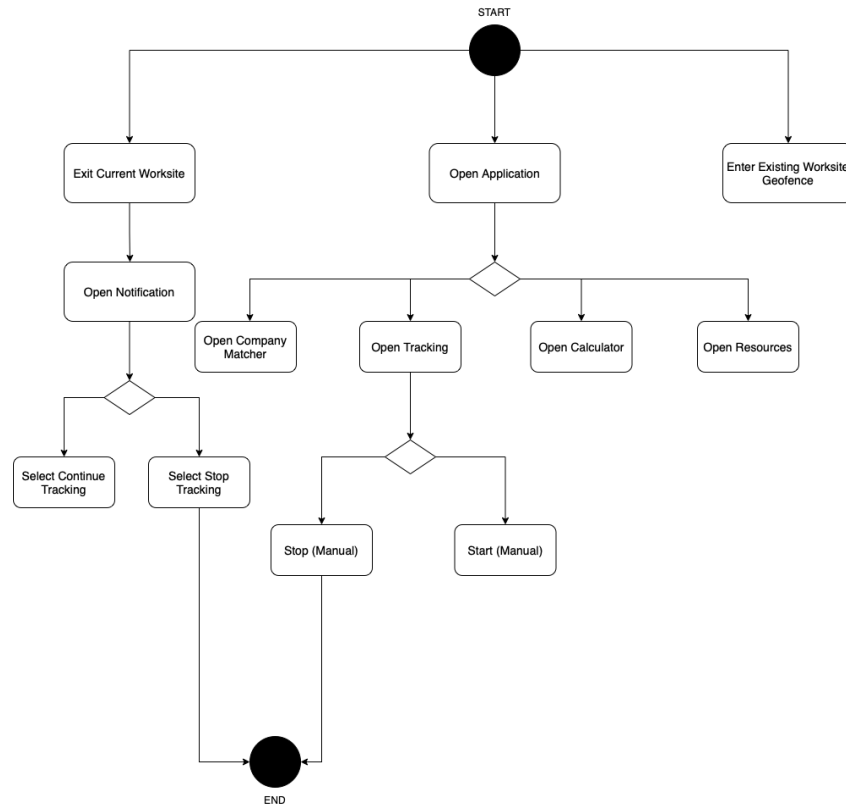 START
Exit Current Worksite
Open Application
Enter Existing Worksite
Geofence
Open Notification
Open Company
Matcher
Open Tracking
Open Calculator
Open Resources
Select Continue
Tracking
Select Stop
Tracking
Stop (Manual)
Start (Manual)
END